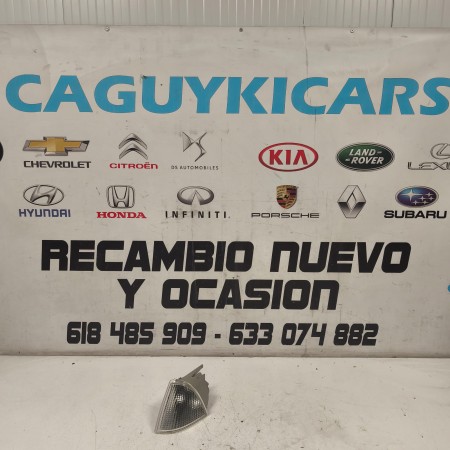 CAGUYKICARS
CHEVROLET
CITROËN
DS AUTOMOBILES
KIA
LAND ROVER
LEXUS
HYUNDAI
HONDA
INFINITI
PORSCHE
SUBARU
RECAMBIO NUEVO
Y OCASION
618 485 909 - 633 074 882